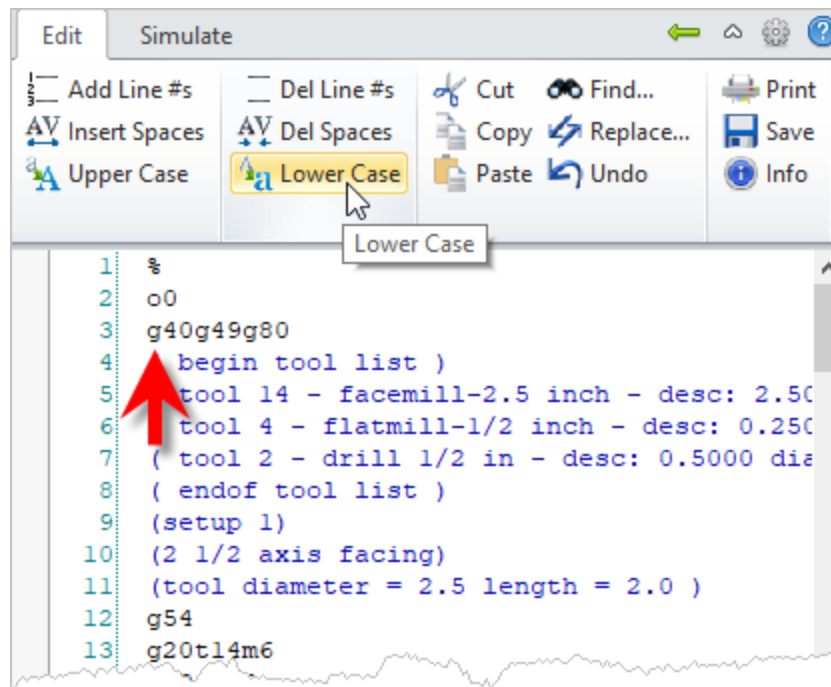 Edit Simulate
Add Line #s Del Line #s Cut Find... Print
Insert Spaces Del Spaces Copy Replace... Save
Upper Case Lower Case Paste Undo Info
Lower Case
1 %
2 o0
3 g40g49g80
4 begin tool list )
5 tool 14 - facemill-2.5 inch - desc: 2.50
6 tool 4 - flatmill-1/2 inch - desc: 0.250
7 ( tool 2 - drill 1/2 in - desc: 0.5000 dia
8 ( endof tool list )
9 (setup 1)
10 (2 1/2 axis facing)
11 (tool diameter = 2.5 length = 2.0 )
12 g54
13 g20t14m6